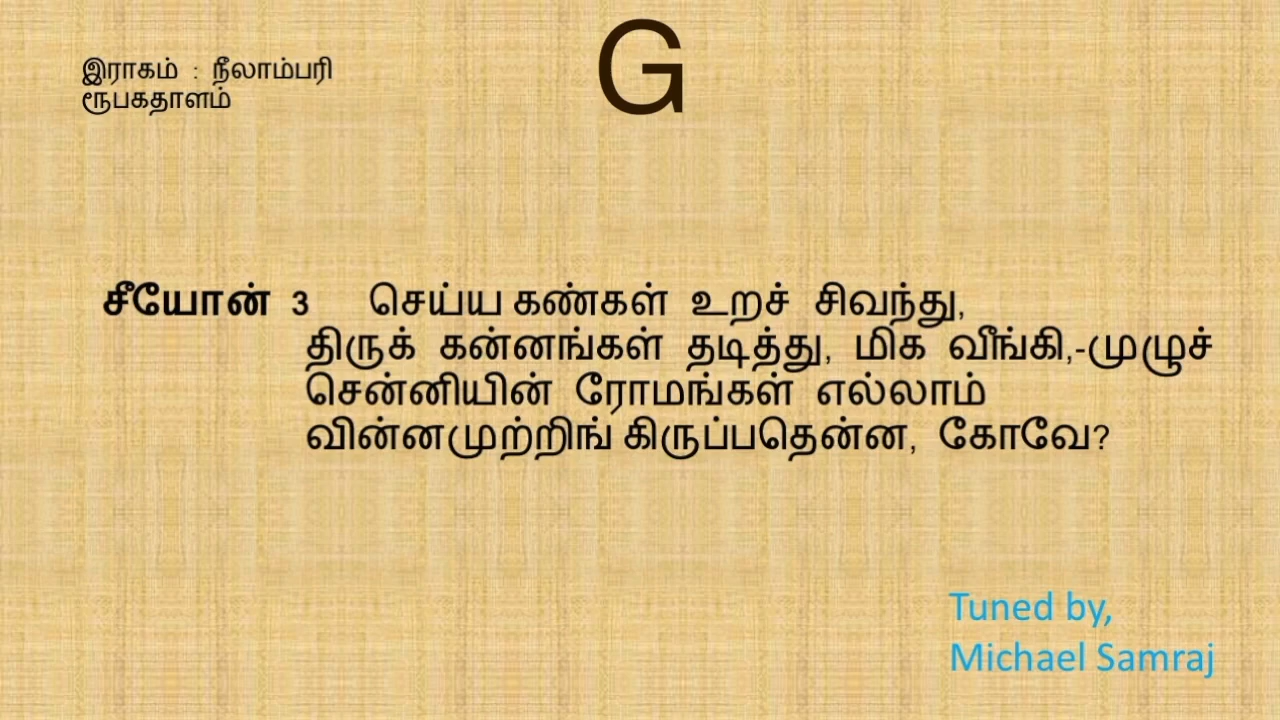 G
இராகம் : நீலாம்பரி
ரூபகதாளம்
சீயோன் 3 செய்ய கண்கள் உறச் சிவந்து,
திருக் கன்னங்கள் தடித்து, மிக வீங்கி,-முழுச்
சென்னியின் ரோமங்கள் எல்லாம்
வின்னமுற்றிங் கிருப்பதென்ன, கோவே?
Tuned by,
Michael Samraj